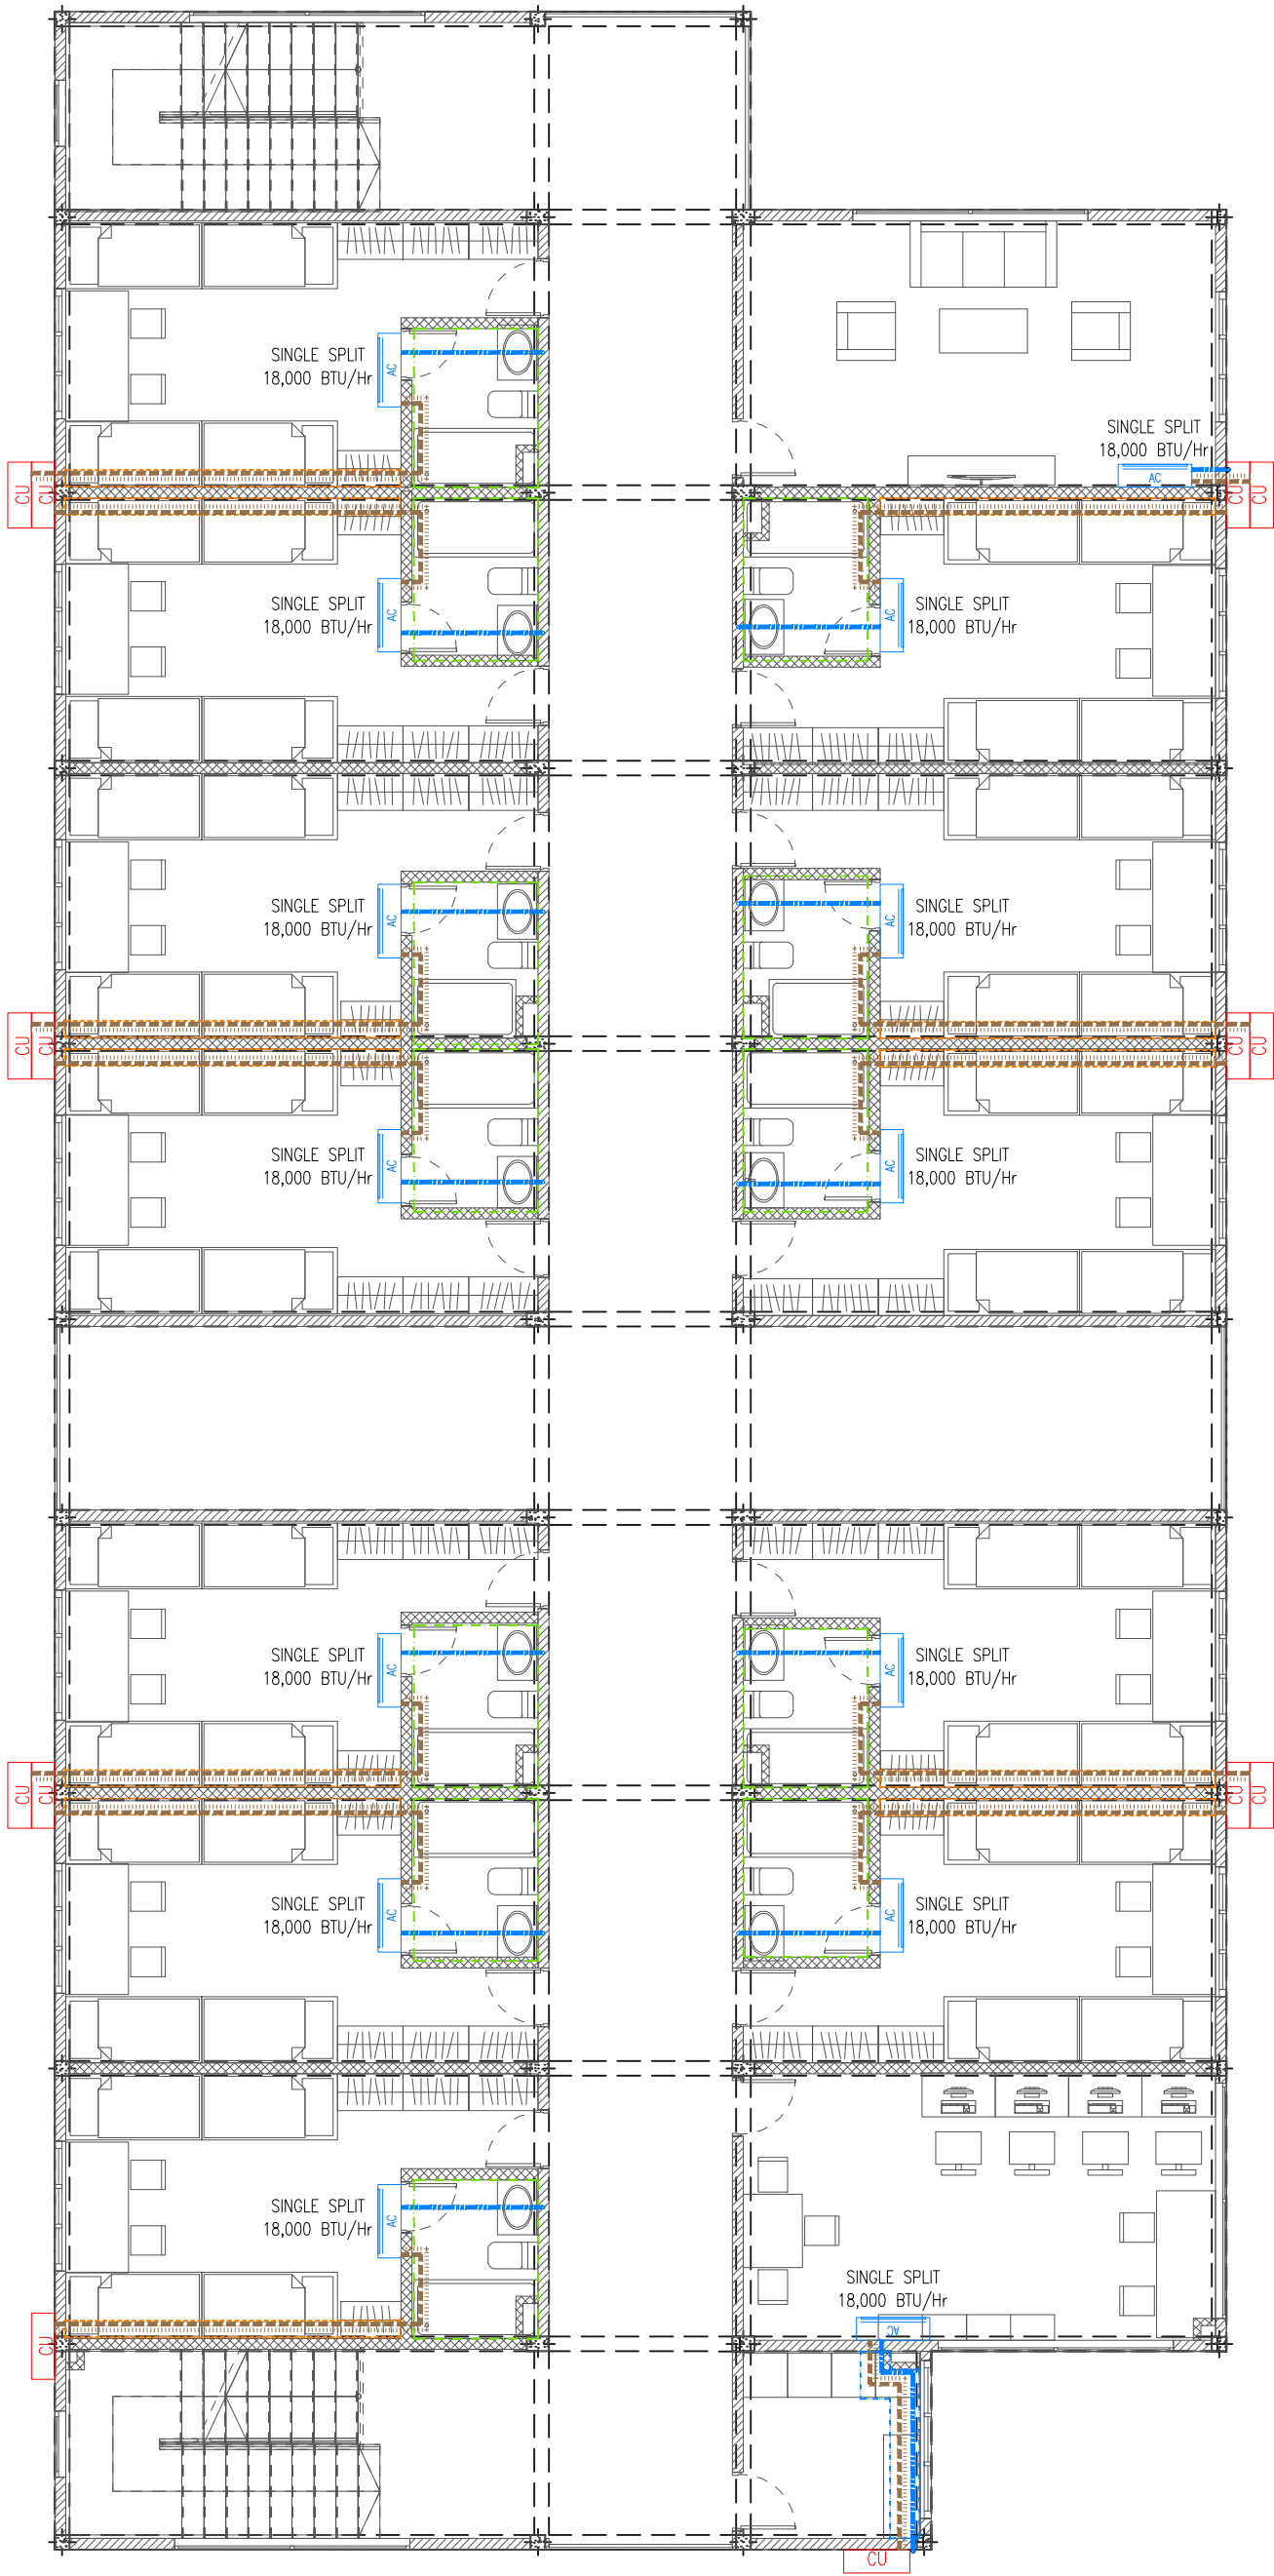 SINGLE SPLIT
18,000 BTU/Hr
AC
SINGLE SPLIT
18,000 BTU/Hr
AC
CU
CU
CU
CU
SINGLE SPLIT
18,000 BTU/Hr
AC
AC
SINGLE SPLIT
18,000 BTU/Hr
SINGLE SPLIT
18,000 BTU/Hr
AC
AC
SINGLE SPLIT
18,000 BTU/Hr
CU
CU
CU
CU
SINGLE SPLIT
18,000 BTU/Hr
AC
AC
SINGLE SPLIT
18,000 BTU/Hr
SINGLE SPLIT
18,000 BTU/Hr
AC
AC
SINGLE SPLIT
18,000 BTU/Hr
CU
CU
CU
CU
SINGLE SPLIT
18,000 BTU/Hr
AC
AC
SINGLE SPLIT
18,000 BTU/Hr
SINGLE SPLIT
18,000 BTU/Hr
AC
SINGLE SPLIT
18,000 BTU/Hr
AC
CU
CU